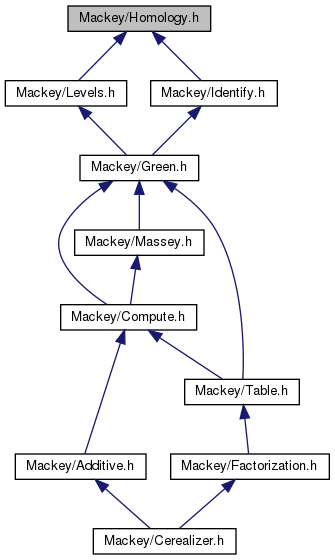 Mackey/Homology.h
Mackey/Levels.h
Mackey/Identify.h
Mackey/Green.h
Mackey/Massey.h
Mackey/Compute.h
Mackey/Table.h
Mackey/Additive.h
Mackey/Factorization.h
Mackey/Cerealizer.h